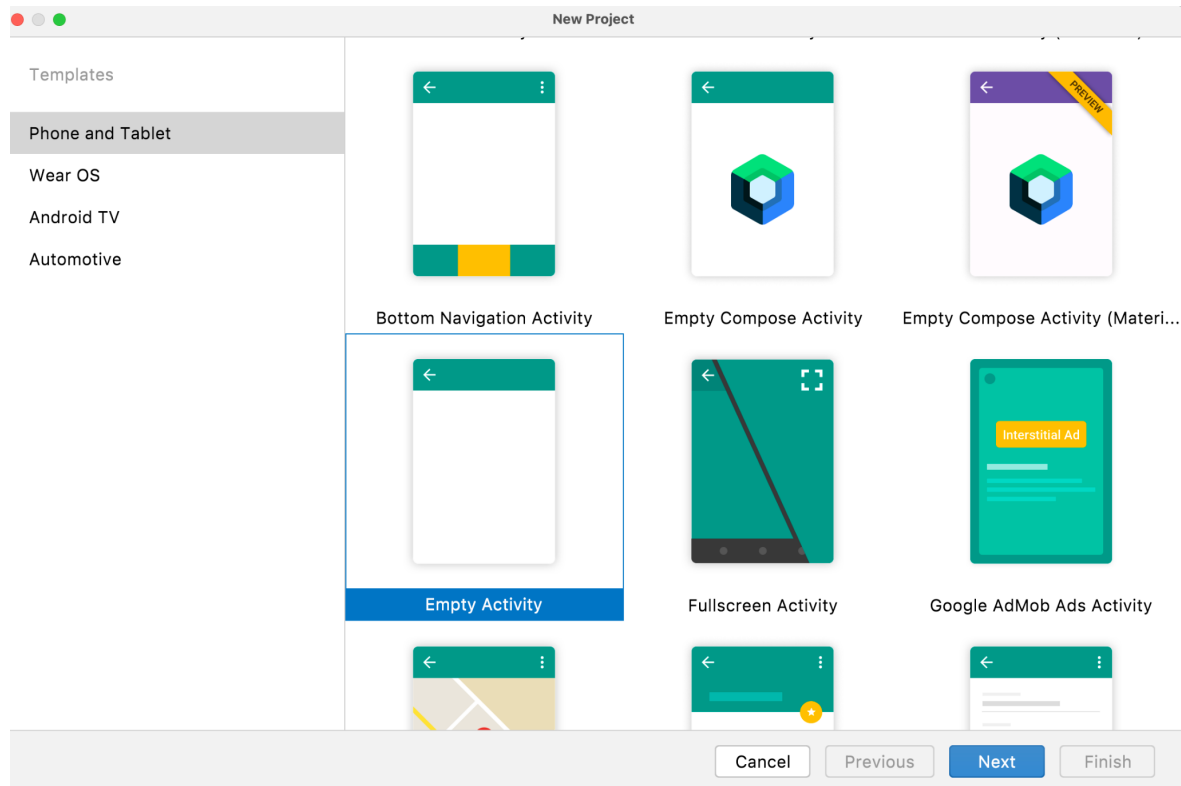 New Project
Templates
Phone and Tablet
Wear OS
Android TV
Automotive
PREVIEW
Bottom Navigation Activity
Empty Compose Activity
Empty Compose Activity (Materi...
Interstitial Ad
Empty Activity
Fullscreen Activity
Google AdMob Ads Activity
Cancel
Previous
Next
Finish